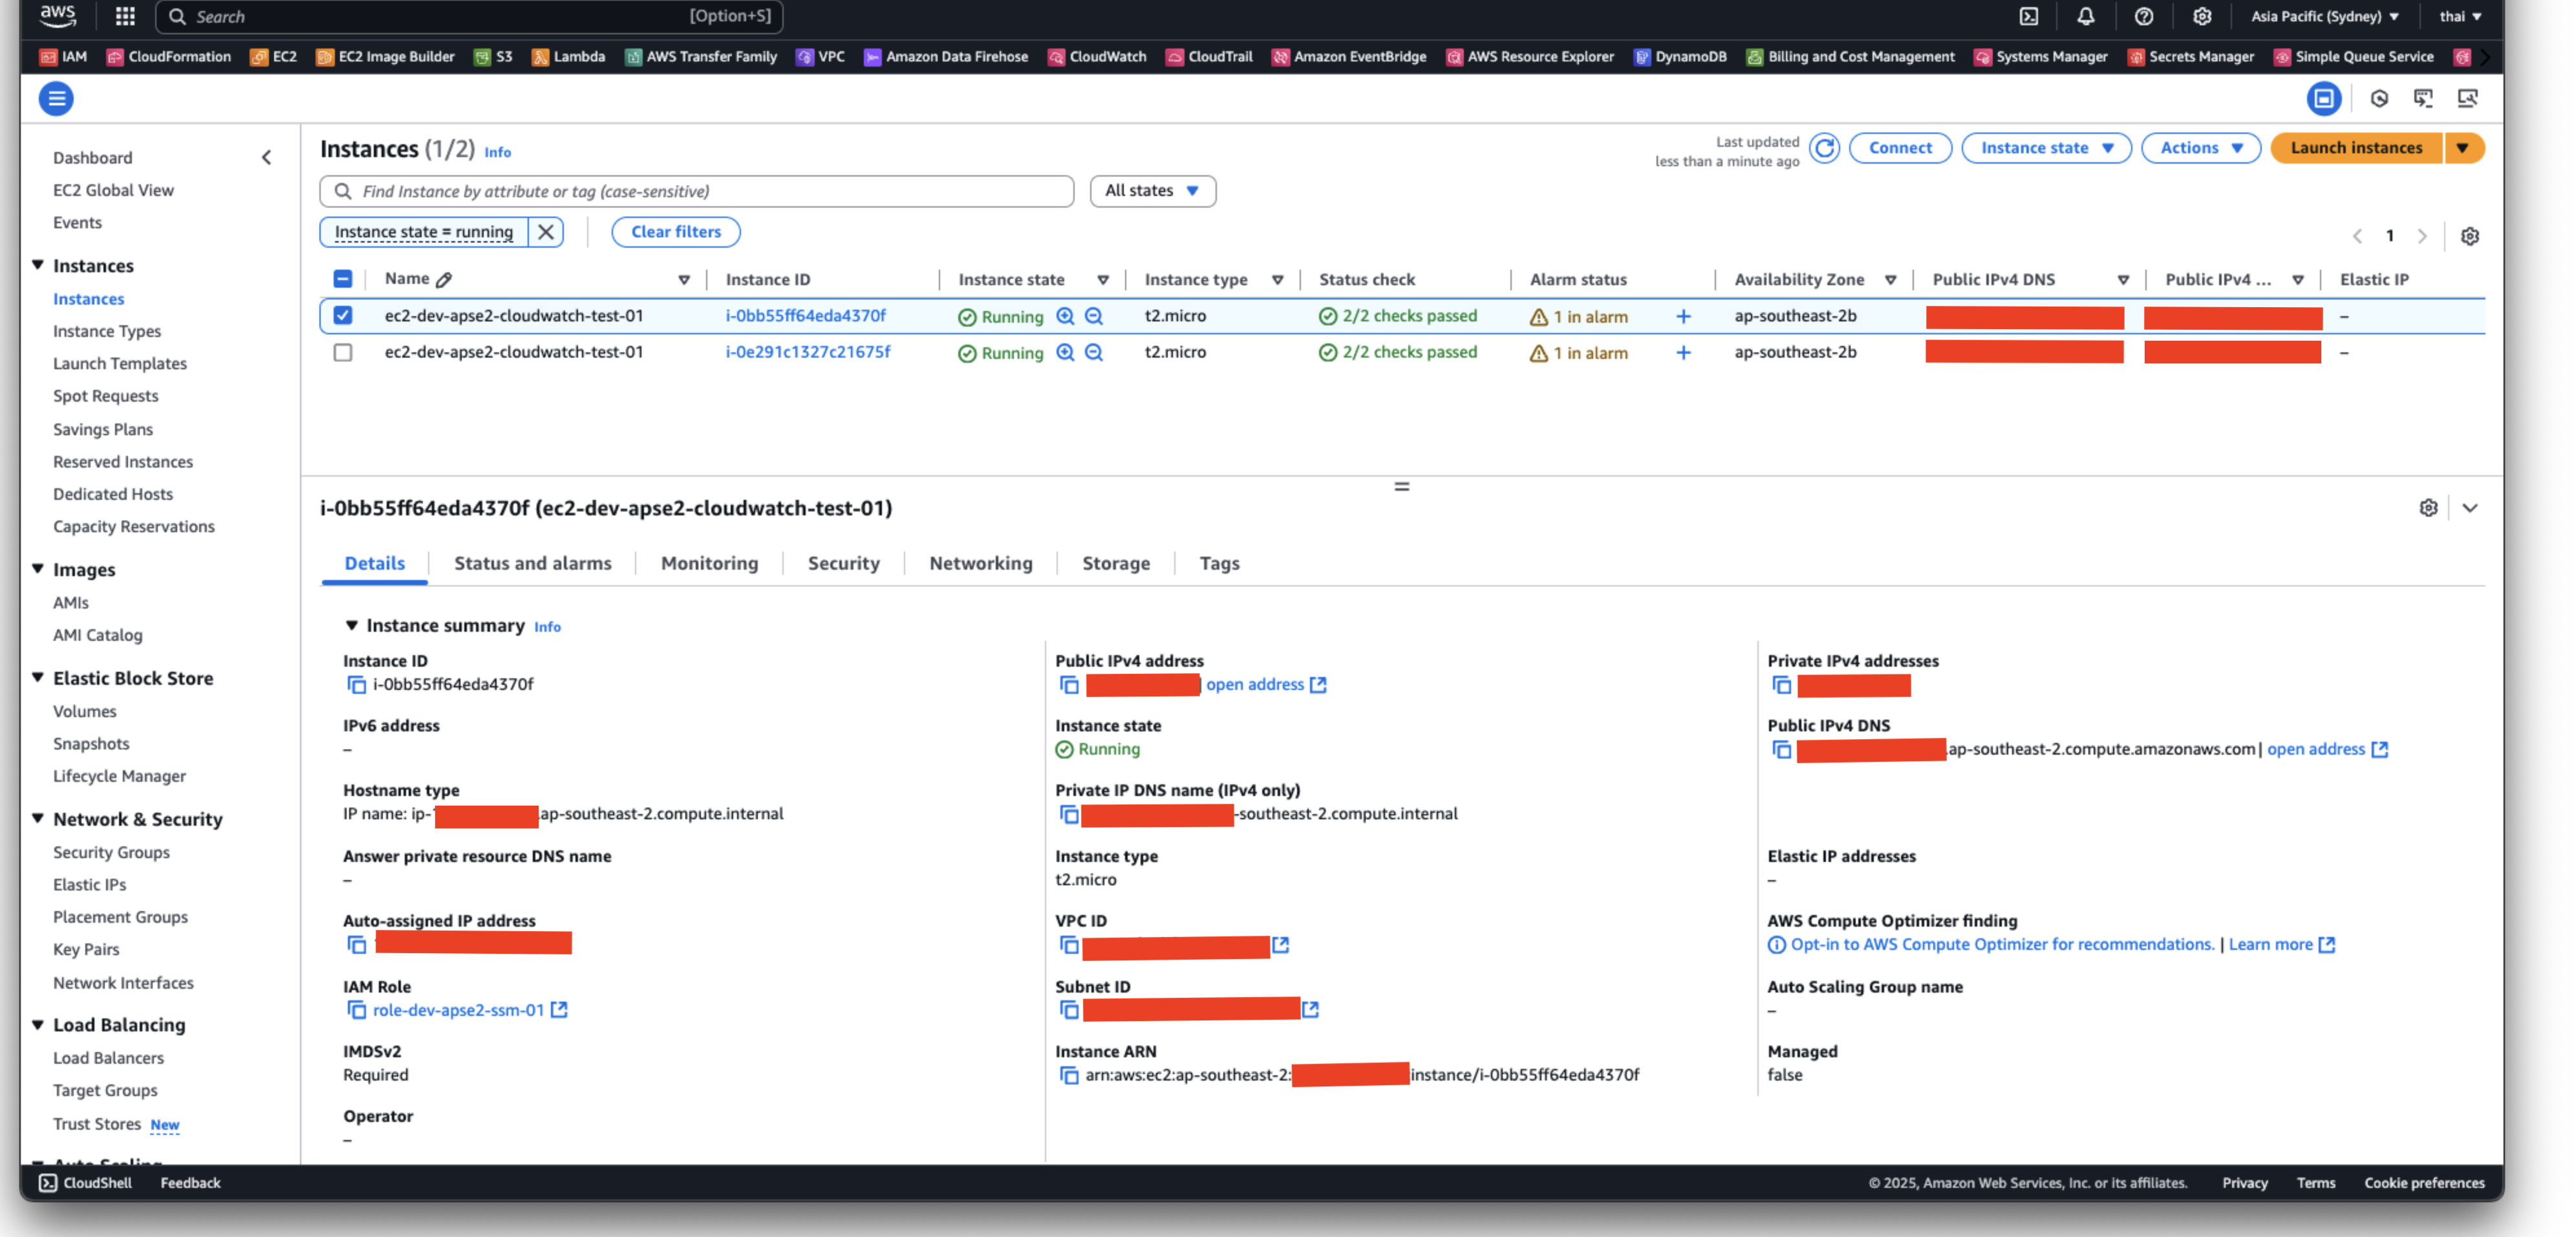 aws Search [Option+S] Asia Pacific (Sydney) thai
IAM CloudFormation EC2 EC2 Image Builder S3 Lambda AWS Transfer Family VPC Amazon Data Firehose CloudWatch CloudTrail Amazon EventBridge AWS Resource Explorer DynamoDB Billing and Cost Management Systems Manager Secrets Manager Simple Queue Service
Dashboard
EC2 Global View
Events
Instances
Instances
Instance Types
Launch Templates
Spot Requests
Savings Plans
Reserved Instances
Dedicated Hosts
Capacity Reservations
Images
AMIs
AMI Catalog
Elastic Block Store
Volumes
Snapshots
Lifecycle Manager
Network & Security
Security Groups
Elastic IPs
Placement Groups
Key Pairs
Network Interfaces
Load Balancing
Load Balancers
Target Groups
Trust Stores New
Auto Scaling
Instances (1/2) Info
Last updated
less than a minute ago
Connect Instance state Actions Launch instances
Find Instance by attribute or tag (case-sensitive) All states
Instance state = running Clear filters
1
Name Instance ID Instance state Instance type Status check Alarm status Availability Zone Public IPv4 DNS Public IPv4 ... Elastic IP
ec2-dev-apse2-cloudwatch-test-01 i-0bb55ff64eda4370f Running t2.micro 2/2 checks passed 1 in alarm + ap-southeast-2b –
ec2-dev-apse2-cloudwatch-test-01 i-0e291c1327c21675f Running t2.micro 2/2 checks passed 1 in alarm + ap-southeast-2b –
i-0bb55ff64eda4370f (ec2-dev-apse2-cloudwatch-test-01)
Details Status and alarms Monitoring Security Networking Storage Tags
Instance summary Info
Instance ID
i-0bb55ff64eda4370f
IPv6 address
–
Hostname type
IP name: ip- .ap-southeast-2.compute.internal
Answer private resource DNS name
–
Auto-assigned IP address
IAM Role
role-dev-apse2-ssm-01
IMDSv2
Required
Operator
–
Public IPv4 address
| open address
Instance state
Running
Private IP DNS name (IPv4 only)
-southeast-2.compute.internal
Instance type
t2.micro
VPC ID
Subnet ID
Instance ARN
arn:aws:ec2:ap-southeast-2: instance/i-0bb55ff64eda4370f
Private IPv4 addresses
Public IPv4 DNS
.ap-southeast-2.compute.amazonaws.com | open address
Elastic IP addresses
–
AWS Compute Optimizer finding
Opt-in to AWS Compute Optimizer for recommendations. | Learn more
Auto Scaling Group name
–
Managed
false
CloudShell Feedback © 2025, Amazon Web Services, Inc. or its affiliates. Privacy Terms Cookie preferences